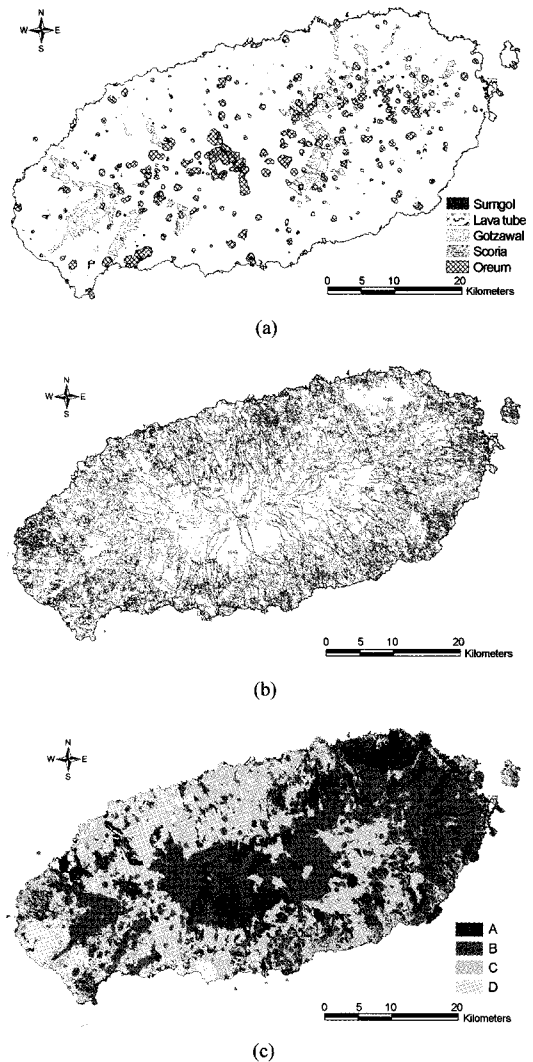 N
W E
S
Sumgol
Lava tube
Gotzawal
Scoria
Oreum
0 5 10 20
Kilometers
(a)
N
W E
S
0 5 10 20
Kilometers
(b)
N
W E
S
A
B
C
D
0 5 10 20
Kilometers
(c)